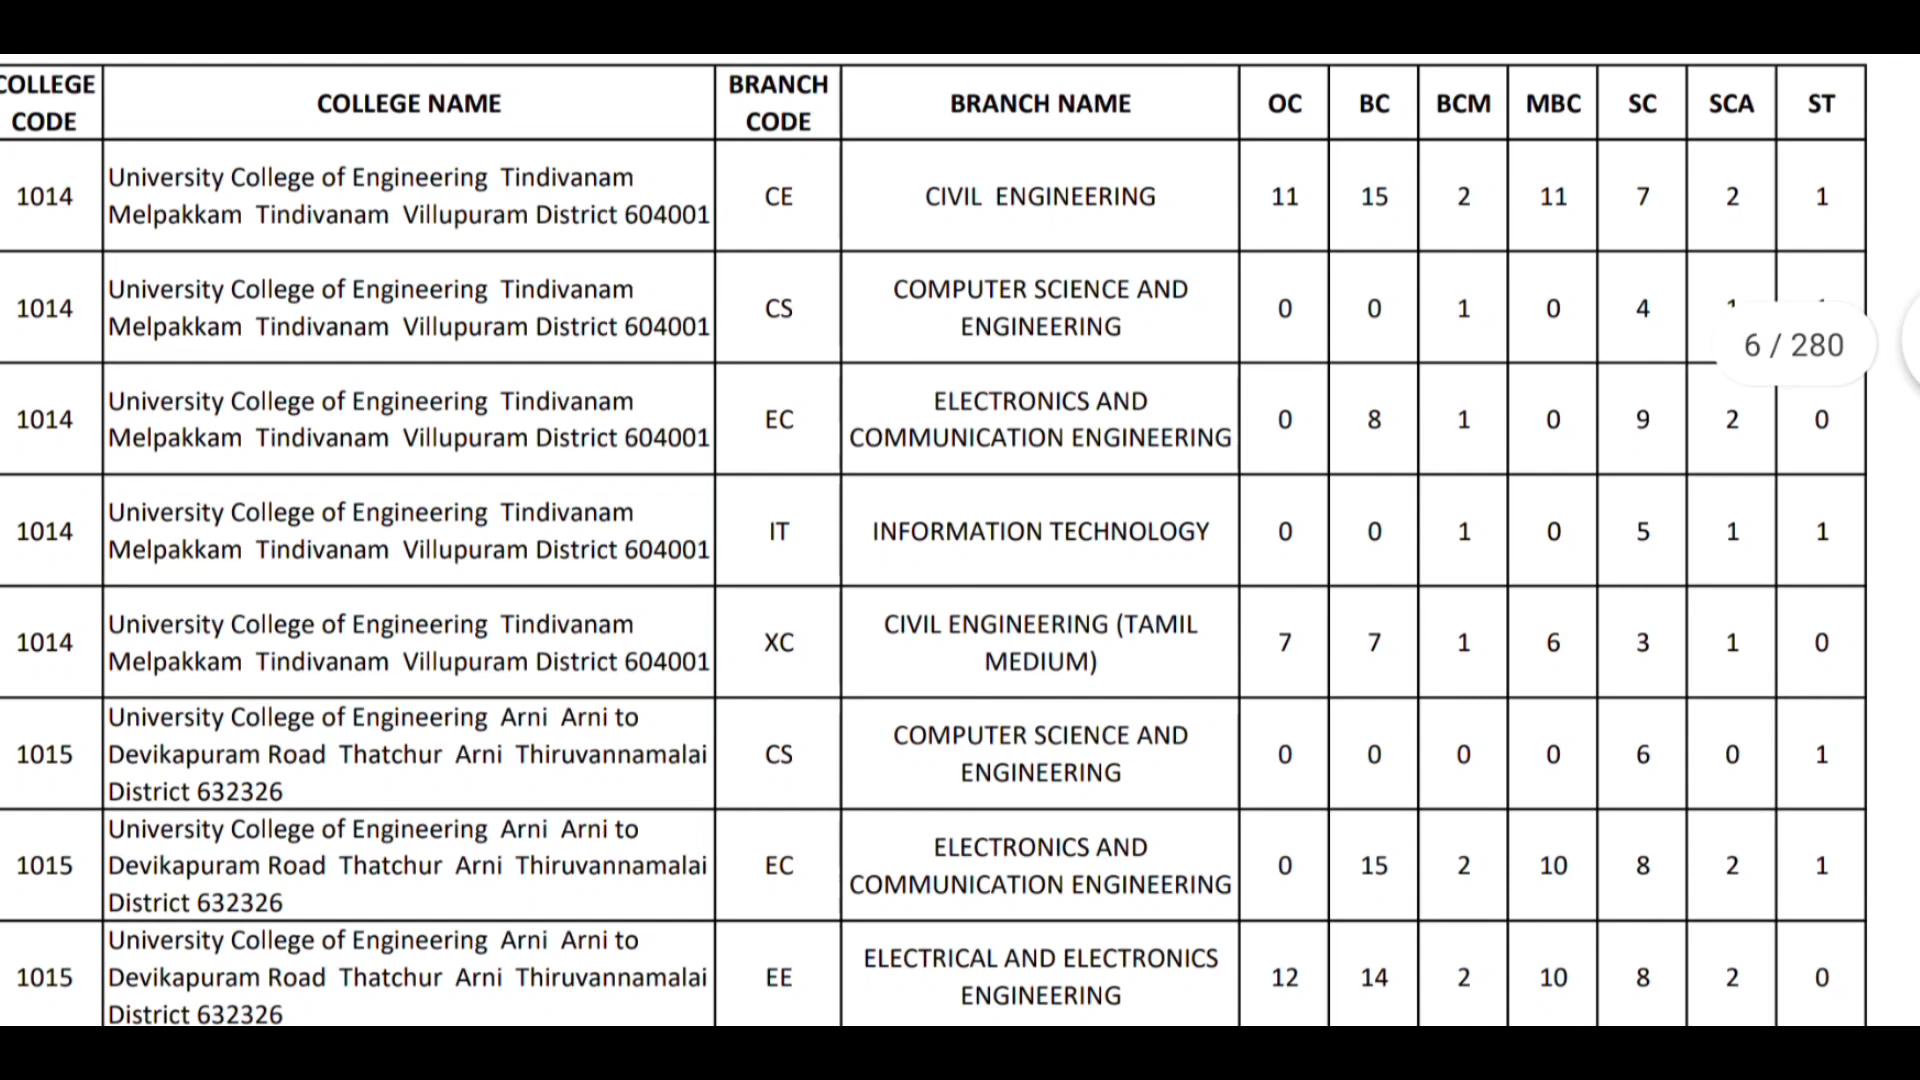 COLLEGE CODE COLLEGE NAME BRANCH CODE BRANCH NAME OC BC BCM MBC SC SCA ST
1014 University College of Engineering Tindivanam Melpakkam Tindivanam Villupuram District 604001 CE CIVIL ENGINEERING 11 15 2 11 7 2 1
1014 University College of Engineering Tindivanam Melpakkam Tindivanam Villupuram District 604001 CS COMPUTER SCIENCE AND ENGINEERING 0 0 1 0 4
6 / 280
1014 University College of Engineering Tindivanam Melpakkam Tindivanam Villupuram District 604001 EC ELECTRONICS AND COMMUNICATION ENGINEERING 0 8 1 0 9 2 0
1014 University College of Engineering Tindivanam Melpakkam Tindivanam Villupuram District 604001 IT INFORMATION TECHNOLOGY 0 0 1 0 5 1 1
1014 University College of Engineering Tindivanam Melpakkam Tindivanam Villupuram District 604001 XC CIVIL ENGINEERING (TAMIL MEDIUM) 7 7 1 6 3 1 0
1015 University College of Engineering Arni Arni to Devikapuram Road Thatchur Arni Thiruvannamalai District 632326 CS COMPUTER SCIENCE AND ENGINEERING 0 0 0 0 6 0 1
1015 University College of Engineering Arni Arni to Devikapuram Road Thatchur Arni Thiruvannamalai District 632326 EC ELECTRONICS AND COMMUNICATION ENGINEERING 0 15 2 10 8 2 1
1015 University College of Engineering Arni Arni to Devikapuram Road Thatchur Arni Thiruvannamalai District 632326 EE ELECTRICAL AND ELECTRONICS ENGINEERING 12 14 2 10 8 2 0